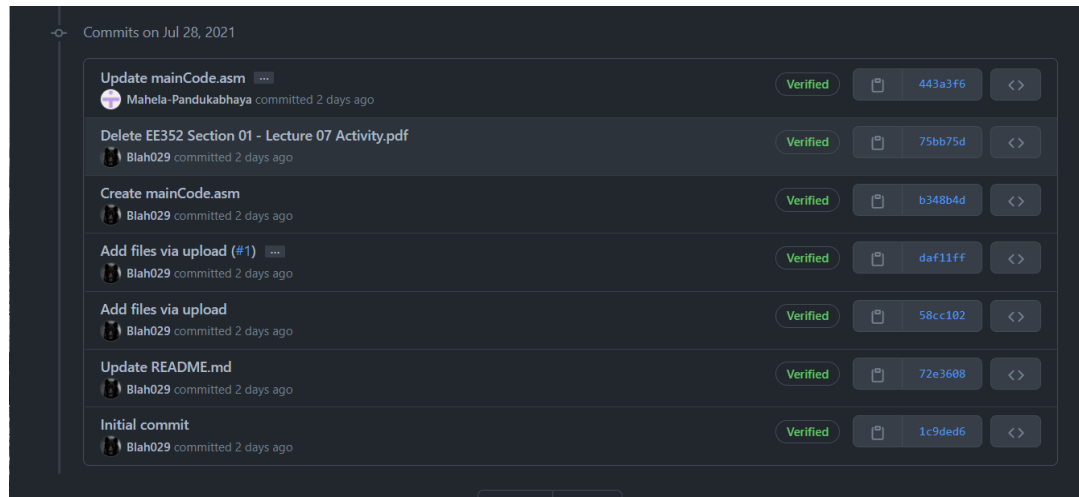 Commits on Jul 28, 2021
Update mainCode.asm ...
Verified 443a3f6
Mahela-Pandukabhaya committed 2 days ago
Delete EE352 Section 01 - Lecture 07 Activity.pdf
Verified 75bb75d
Blah029 committed 2 days ago
Create mainCode.asm
Verified b348b4d
Blah029 committed 2 days ago
Add files via upload (#1) ...
Verified daf11ff
Blah029 committed 2 days ago
Add files via upload
Verified 58cc102
Blah029 committed 2 days ago
Update README.md
Verified 72e3608
Blah029 committed 2 days ago
Initial commit
Verified 1c9ded6
Blah029 committed 2 days ago